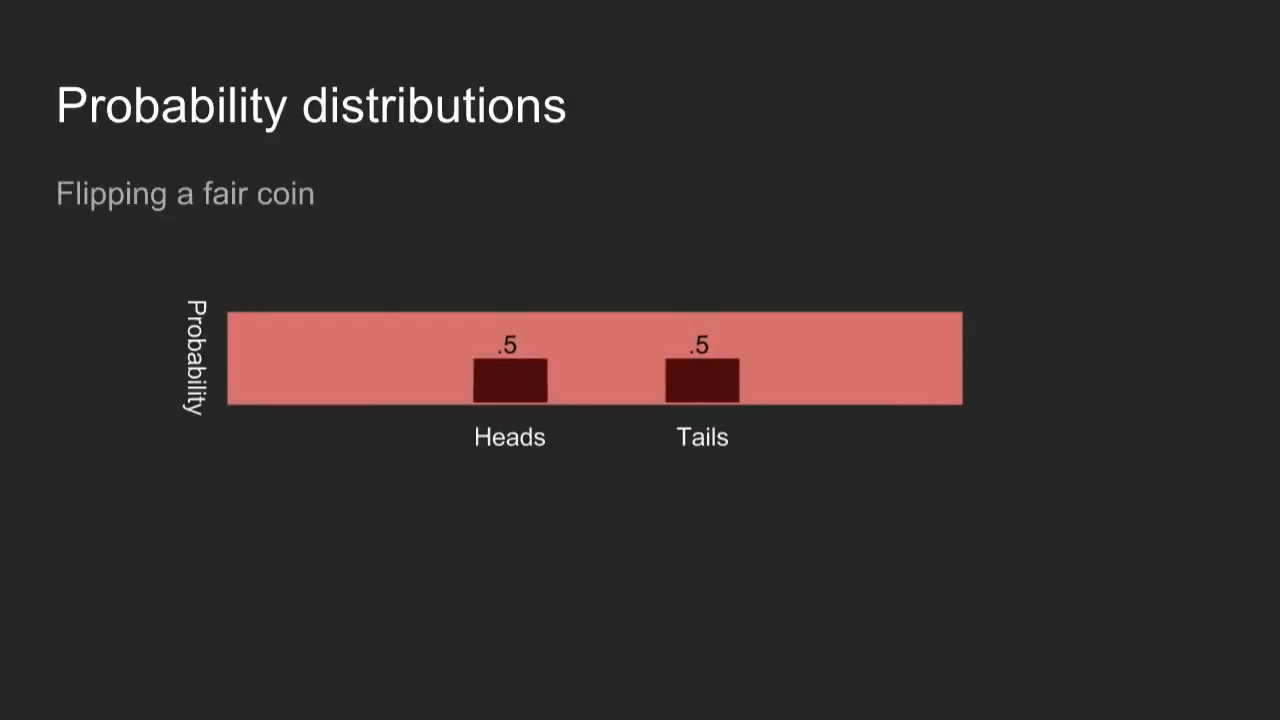 Probability distributions
Flipping a fair coin
Probability
.5 .5
Heads Tails